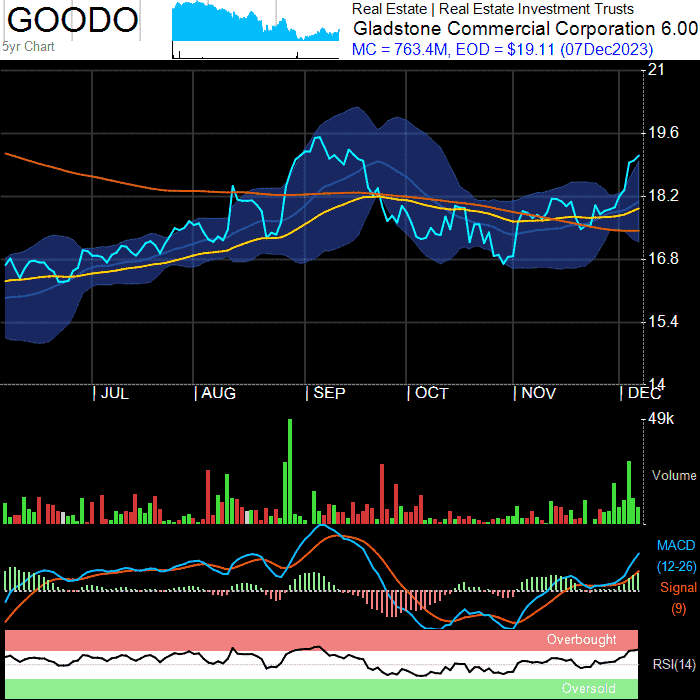 GOODO
5yr Chart
Real Estate | Real Estate Investment Trusts
Gladstone Commercial Corporation 6.00
MC = 763.4M, EOD = $19.11 (07Dec2023)
21
19.6
18.2
16.8
15.4
14
JUL AUG SEP OCT NOV DEC
49k
Volume
MACD
(12-26)
Signal
(9)
Overbought
RSI(14)
Oversold